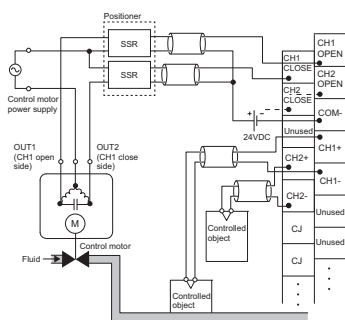 Positioner
SSR
SSR
Control motor
power supply
OUT1
(CH1 open
side)
OUT2
(CH1 close
side)
M
Control motor
Fluid
Controlled
object
Controlled
object
+ -
24VDC
CH1
CLOSE
CH2
CLOSE
Unused
CH2+
CH2-
CJ
CJ
CH1
OPEN
CH2
OPEN
COM-
CH1+
CH1-
Unused
Unused